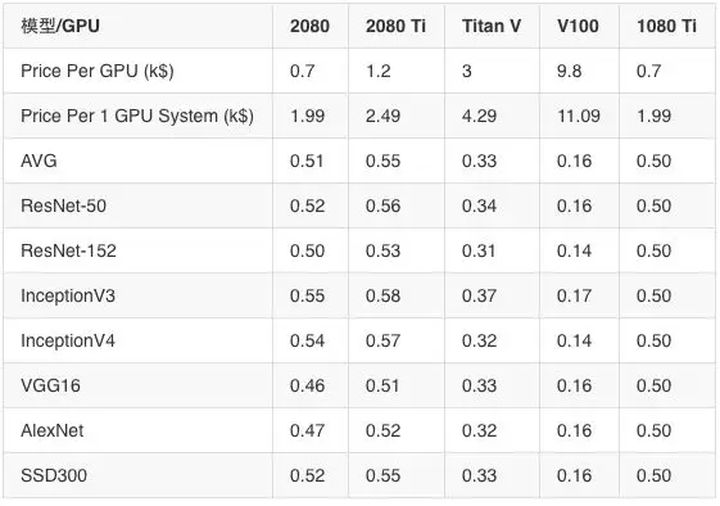 模型/GPU 2080 2080 Ti Titan V V100 1080 Ti
Price Per GPU (k$) 0.7 1.2 3 9.8 0.7
Price Per 1 GPU System (k$) 1.99 2.49 4.29 11.09 1.99
AVG 0.51 0.55 0.33 0.16 0.50
ResNet-50 0.52 0.56 0.34 0.16 0.50
ResNet-152 0.50 0.53 0.31 0.14 0.50
InceptionV3 0.55 0.58 0.37 0.17 0.50
InceptionV4 0.54 0.57 0.32 0.14 0.50
VGG16 0.46 0.51 0.33 0.16 0.50
AlexNet 0.47 0.52 0.32 0.16 0.50
SSD300 0.52 0.55 0.33 0.16 0.50